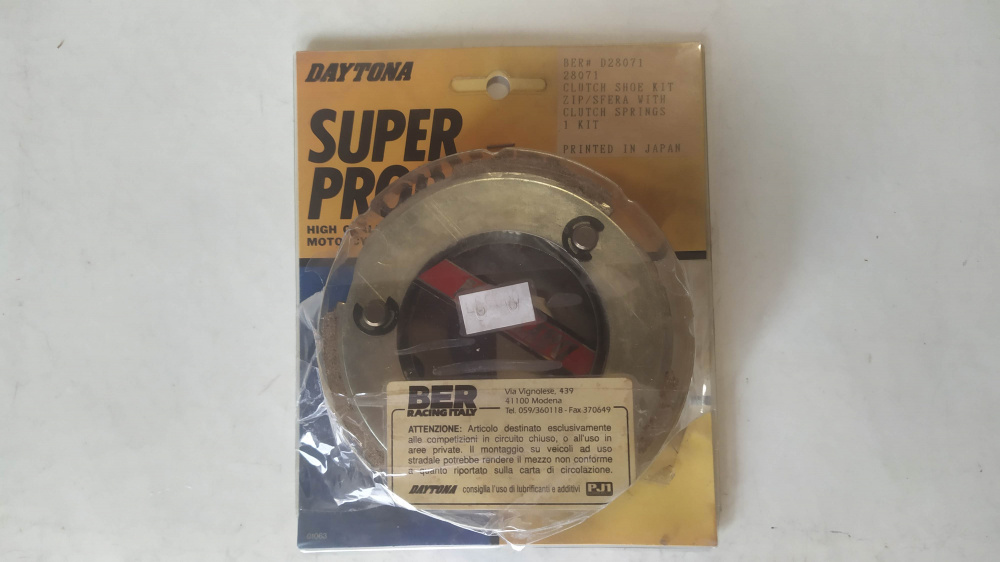 DAYTONA
BER# D28071
28071
CLUTCH SHOE KIT
ZIP/SFERA WITH
CLUTCH SPRINGS
1 KIT
PRINTED IN JAPAN
SUPER
PRO
HIGH
BER
RACING ITALY
Via Vignolese, 439
41100 Modena
Tel. 059/360118 - Fax 370649
ATTENZIONE: Articolo destinato esclusivamente
alle competizioni in circuito chiuso, o all'uso in
aree private. Il montaggio su veicoli ad uso
stradale potrebbe rendere il mezzo non conforme
a quanto riportato sulla carta di circolazione.
DAYTONA consiglia l'uso di lubrificanti e additivi PJ1